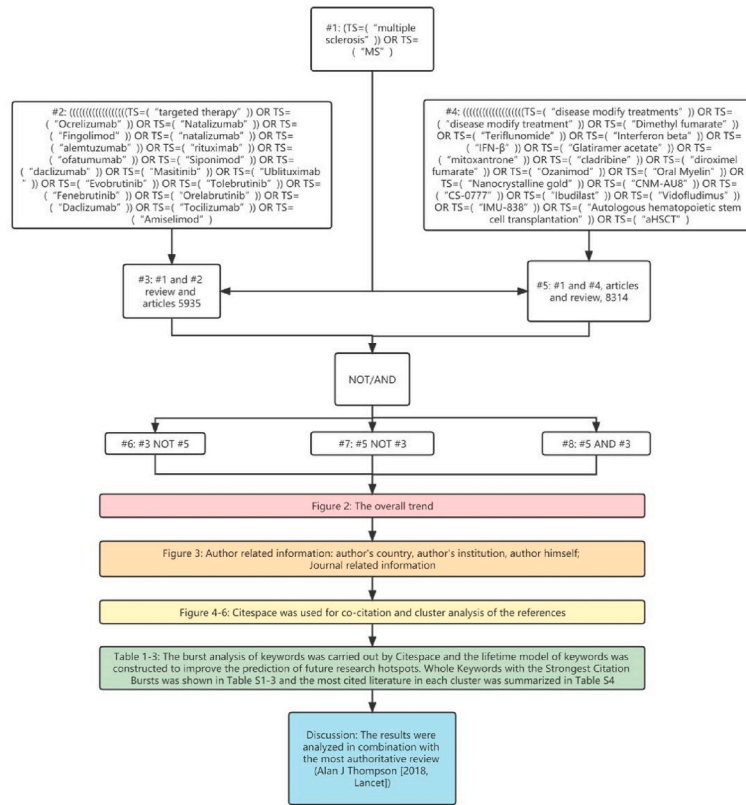 #1: (TS=( “multiple
sclerosis” )) OR TS=
( “MS” )
#2: ((((((((((((((((((TS=( “targeted therapy” )) OR TS=
( “Ocrelizumab” )) OR TS=( “Natalizumab” )) OR TS=
( “Fingolimod” )) OR TS=( “natalizumab” )) OR TS=
( “alemtuzumab” )) OR TS=( “rituximab” )) OR TS=
( “ofatumumab” )) OR TS=( “Siponimod” )) OR TS=
( “daclizumab” )) OR TS=( “Masitinib” )) OR TS=( “Ublituximab
” )) OR TS=( “Evobrutinib” )) OR TS=( “Tolebrutinib” )) OR TS=
( “Fenebrutinib” )) OR TS=( “Orelabrutinib” )) OR TS=
( “Daclizumab” )) OR TS=( “Tocilizumab” )) OR TS=
( “Amiselimod” )
#4: (((((((((((((((((((TS=( “disease modify treatments” )) OR TS=
( “disease modify treatment” )) OR TS=( “Dimethyl fumarate” ))
OR TS=( “Teriflunomide” )) OR TS=( “Interferon beta” )) OR TS=
( “IFN-β” )) OR TS=( “Glatiramer acetate” )) OR TS=
( “mitoxantrone” )) OR TS=( “cladribine” )) OR TS=( “diroximel
fumarate” )) OR TS=( “Ozanimod” )) OR TS=( “Oral Myelin” )) OR
TS=( “Nanocrystalline gold” )) OR TS=( “CNM-AU8” )) OR TS=
( “CS-0777” )) OR TS=( “Ibudilast” )) OR TS=( “Vidofludimus” ))
OR TS=( “IMU-838” )) OR TS=( “Autologous hematopoietic stem
cell transplantation” )) OR TS=( “aHSCT” )
#3: #1 and #2
review and
articles 5935
#5: #1 and #4, articles
and review, 8314
NOT/AND
#6: #3 NOT #5
#7: #5 NOT #3
#8: #5 AND #3
Figure 2: The overall trend
Figure 3: Author related information: author's country, author's institution, author himself;
Journal related information
Figure 4-6: Citespace was used for co-citation and cluster analysis of the references
Table 1-3: The burst analysis of keywords was carried out by Citespace and the lifetime model of keywords was
constructed to improve the prediction of future research hotspots. Whole Keywords with the Strongest Citation
Bursts was shown in Table S1-3 and the most cited literature in each cluster was summarized in Table S4
Discussion: The results were
analyzed in combination with
the most authoritative review
(Alan J Thompson [2018,
Lancet])